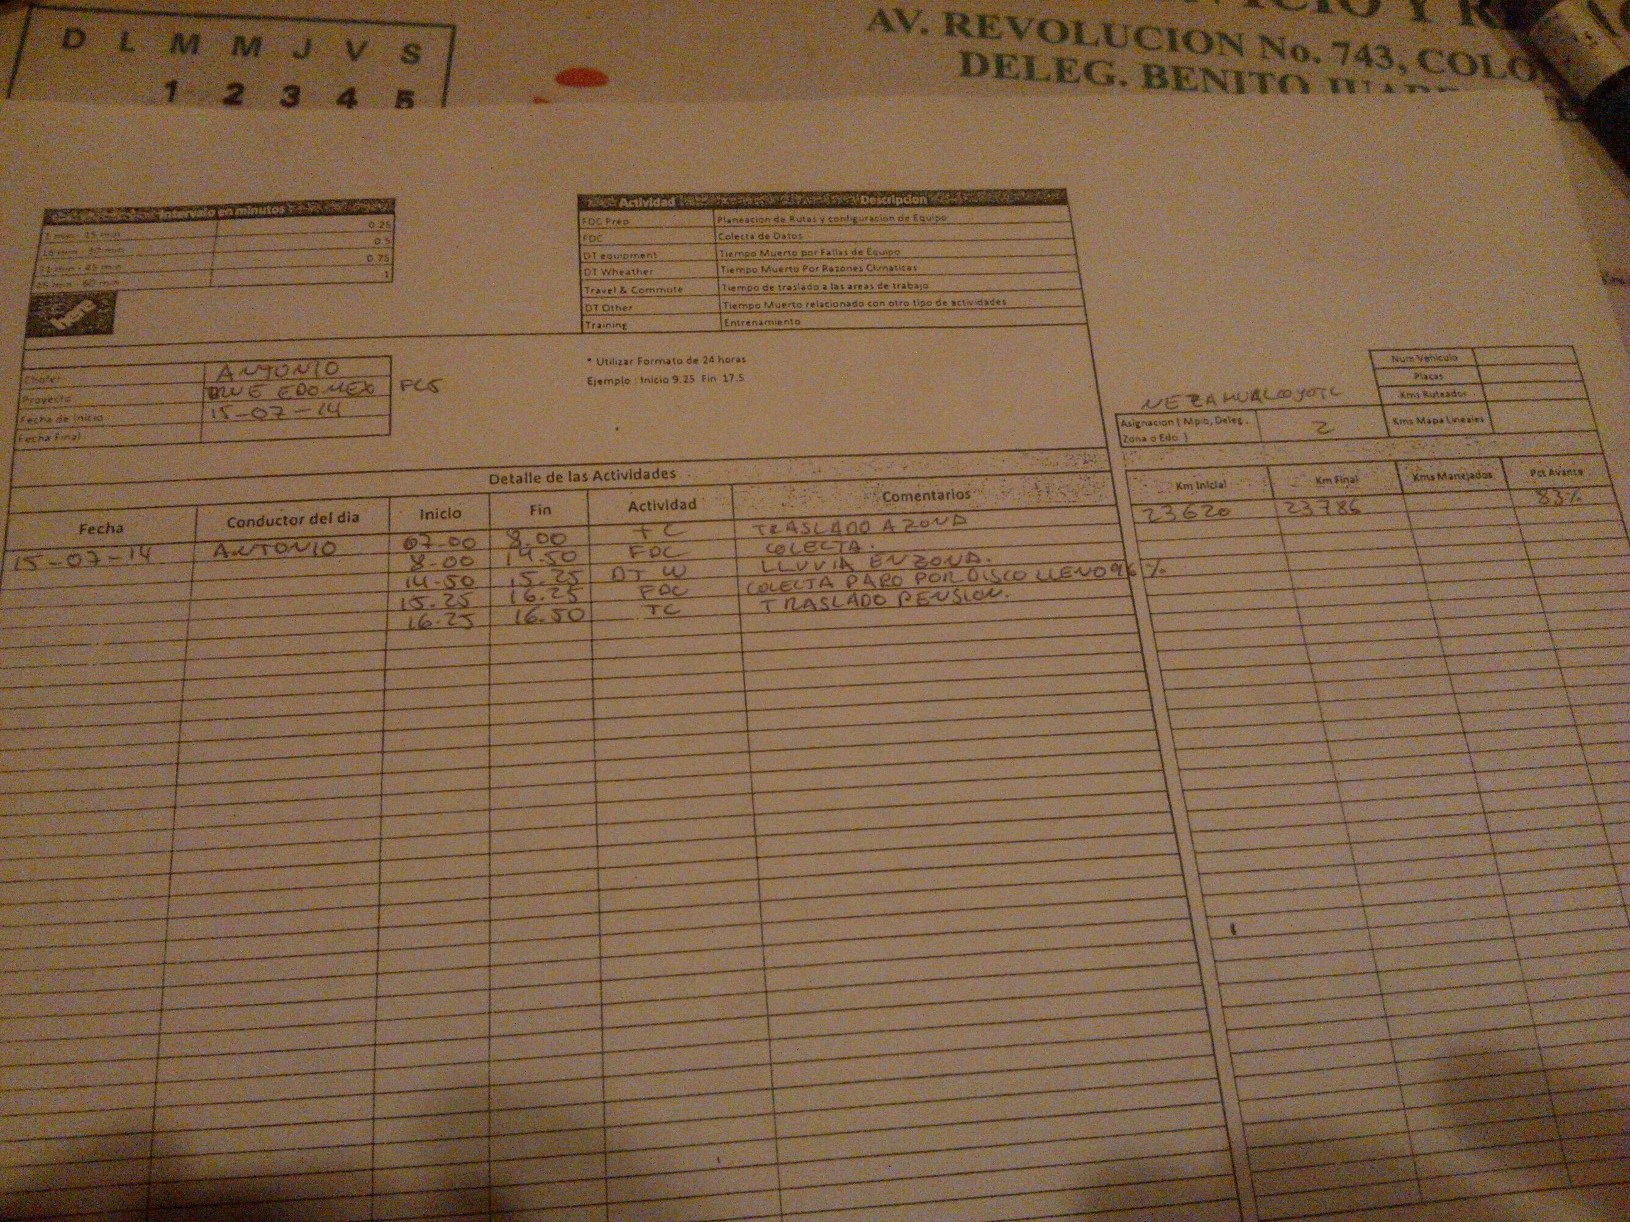 D L M M J V S
1 2 3 4 5
AV. REVOLUCION No. 743, COLO
DELEG. BENITO JUARE
Intervalo en minutos
1 min - 15 min 0.25
16 min - 30 min 0.5
31 min - 45 min 0.75
46 min - 60 min 1
here
Actividad Descripcion
FDC Prep Planeacion de Rutas y configuracion de Equipo
FDC Colecta de Datos
DT equipment Tiempo Muerto por Fallas de Equipo
DT Wheather Tiempo Muerto Por Razones Climaticas
Travel & Commute Tiempo de traslado a las areas de trabajo
DT Other Tiempo Muerto relacionado con otro tipo de actividades
Training Entrenamiento
* Utilizar Formato de 24 horas
Ejemplo: Inicio 9.25 Fin 17.5
Chofer ANTONIO
Proyecto EDOMEX
Fecha de Inicio 15-07-14
Fecha Final
Num Vehiculo
Placas
Kms Ruteador
Kms Mapa Lineales
NEZAHUALCOYOTL
Asignacion ( Mpio, Deleg. 2
Zona o Edo )
Detalle de las Actividades
Fecha Conductor del dia Inicio Fin Actividad Comentarios Km Inicial Km Final Kms Manejados Pct Avance
15-07-14 ANTONIO 07.00 8.00 TC TRASLADO A ZONA 23620 23786 83%
8.00 14.50 FDC COLECTA.
14.50 15.25 DT W LLUVIA EN ZONA.
15.25 16.25 FDC COLECTA PARO POR DISCO LLENO 96%
16.25 16.50 TC TRASLADO PENSION.